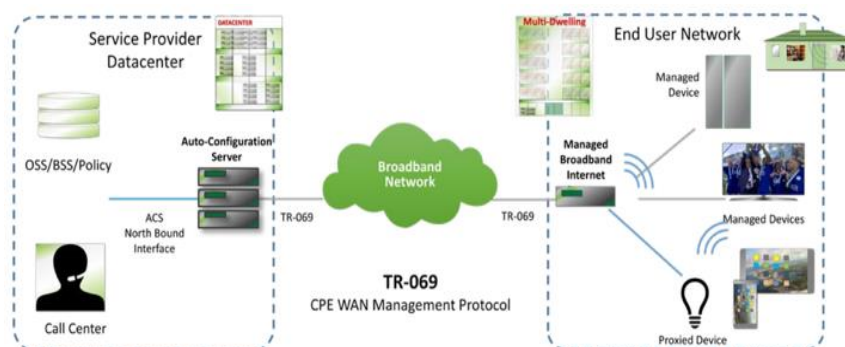 Service Provider
Datacenter
DATACENTER
OSS/BSS/Policy
Auto-Configuration
Server
ACS
North Bound
Interface
Call Center
TR-069
Broadband
Network
TR-069
TR-069
CPE WAN Management Protocol
Multi-Dwelling
End User Network
Managed
Device
Managed
Broadband
Internet
Managed Devices
Proxied Device